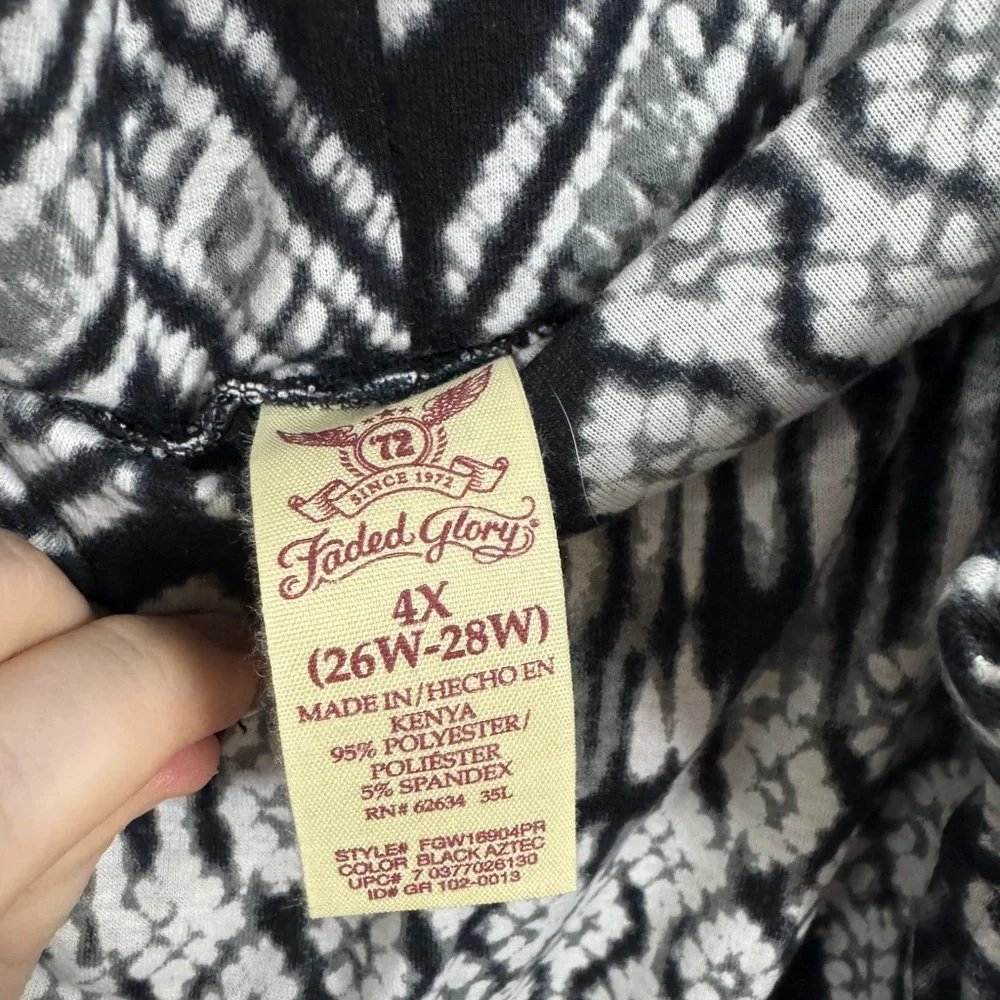 '72
SINCE 1972
Faded Glory
4X
(26W-28W)
MADE IN/HECHO EN
KENYA
95% POLYESTER/
POLIESTER
5% SPANDEX
RN# 62634 35L
STYLE# FGW16904PR
COLOR BLACK AZTEC
UPC# 7 0377026130
ID# GR 102-0013